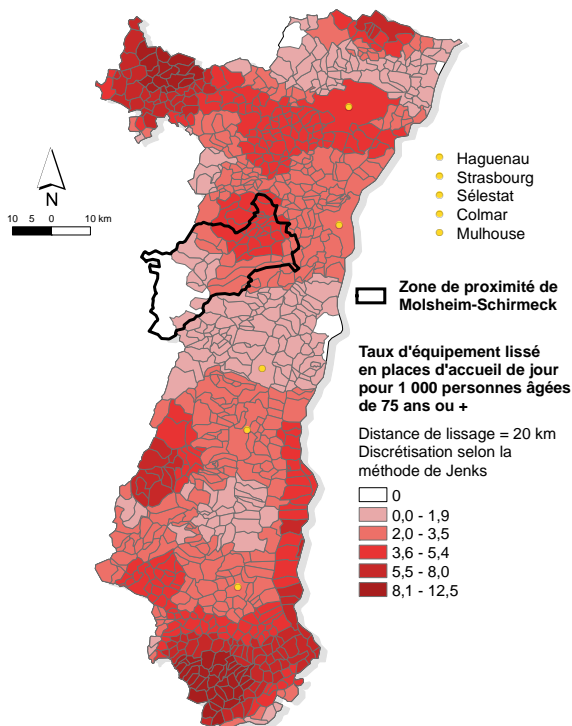 N
10 5 0 10 km
Haguenau
Strasbourg
Sélestat
Colmar
Mulhouse
Zone de proximité de
Molsheim-Schirmeck
Taux d'équipement lissé
en places d'accueil de jour
pour 1 000 personnes âgées
de 75 ans ou +
Distance de lissage = 20 km
Discrétisation selon la
méthode de Jenks
0
0,0 - 1,9
2,0 - 3,5
3,6 - 5,4
5,5 - 8,0
8,1 - 12,5